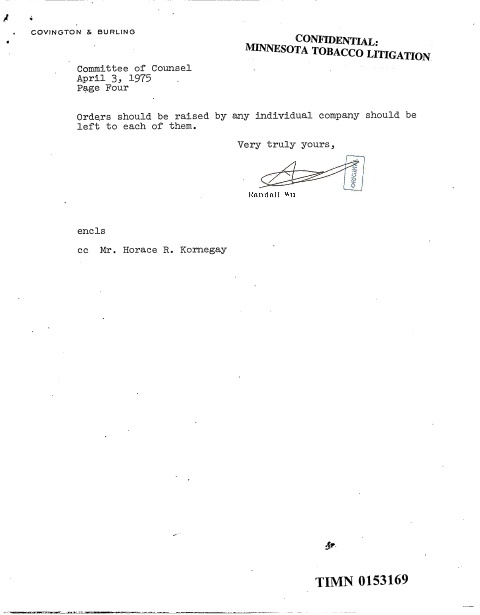 COVINGTON & BURLING
CONFIDENTIAL:
MINNESOTA TOBACCO LITIGATION
Committee of Counsel
April 3, 1975
Page Four
Orders should be raised by any individual company should be
left to each of them.
Very truly yours,
Randall Wu
encls
cc Mr. Horace R. Kornegay
TIMN 0153169